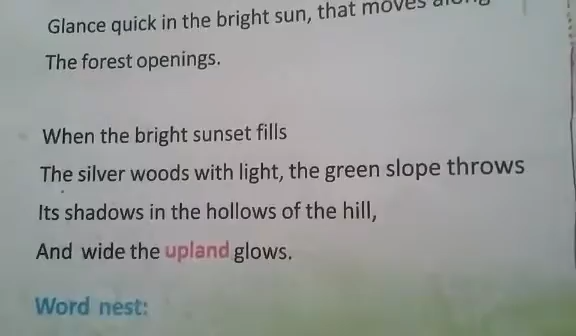 Glance quick in the bright sun, that moves along
The forest openings.
When the bright sunset fills
The silver woods with light, the green slope throws
Its shadows in the hollows of the hill,
And wide the upland glows.
Word nest: